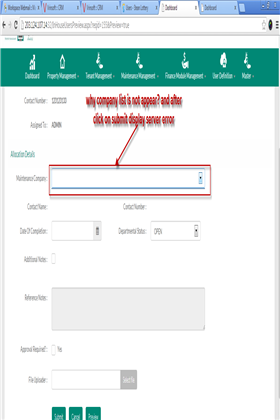 Dashboard
Dashboard
Property Management
Tenant Management
Maintenance Management
Finance Module Management
User Definition
Master
Contact Number:
Assigned To:
ADMIN
why company list is not appear? and after
click on submit display server error
Allocation Details
Maintenance Company:
Contact Name:
Contact Number:
Date Of Completion:
Departmental Status:
OPEN
Additional Notes:
Reference Notes:
Approval Required?:
Yes
File Uploader:
Select File
Submit
Cancel
Preview